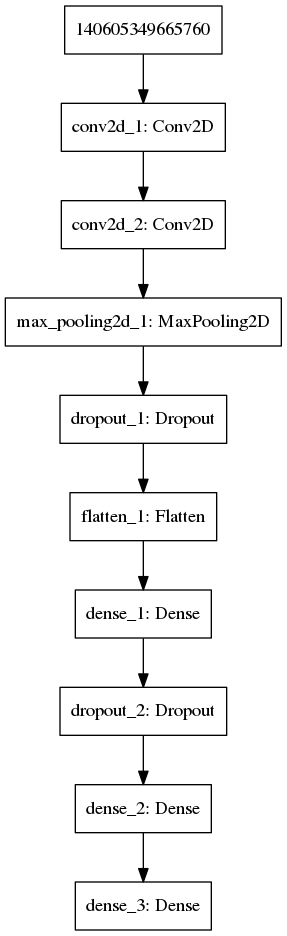 140605349665760
conv2d_1: Conv2D
conv2d_2: Conv2D
max_pooling2d_1: MaxPooling2D
dropout_1: Dropout
flatten_1: Flatten
dense_1: Dense
dropout_2: Dropout
dense_2: Dense
dense_3: Dense